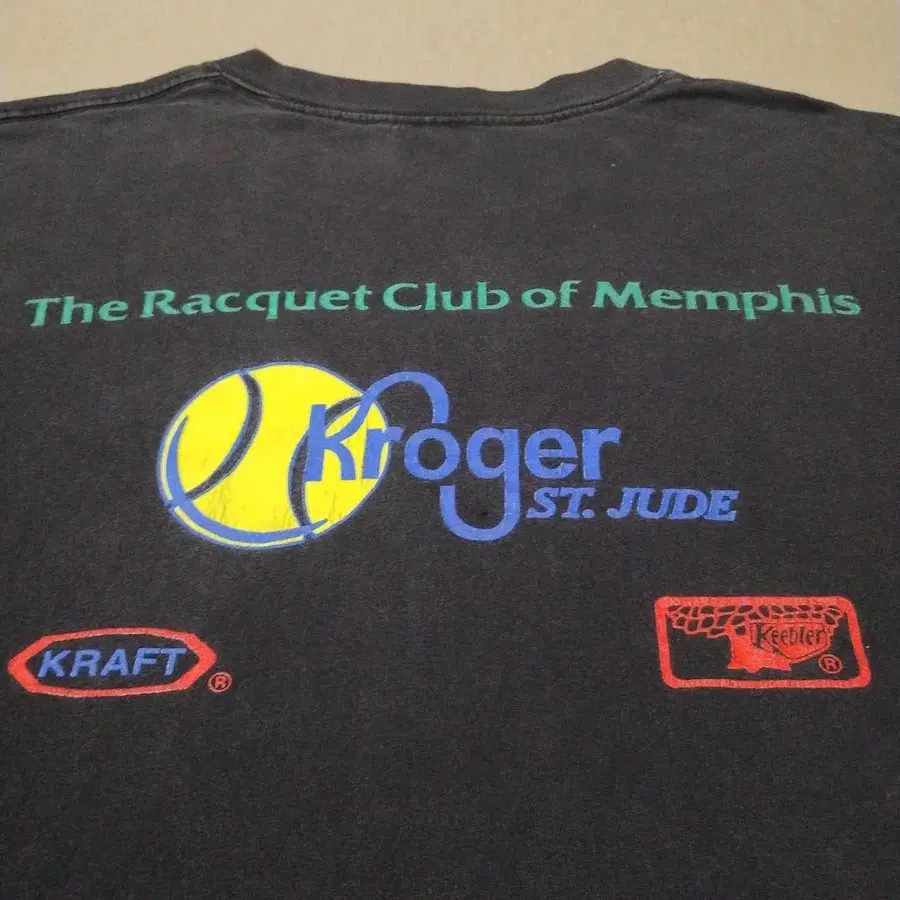 The Racquet Club of Memphis
Kroger
ST. JUDE
KRAFT ®
Keebler ®